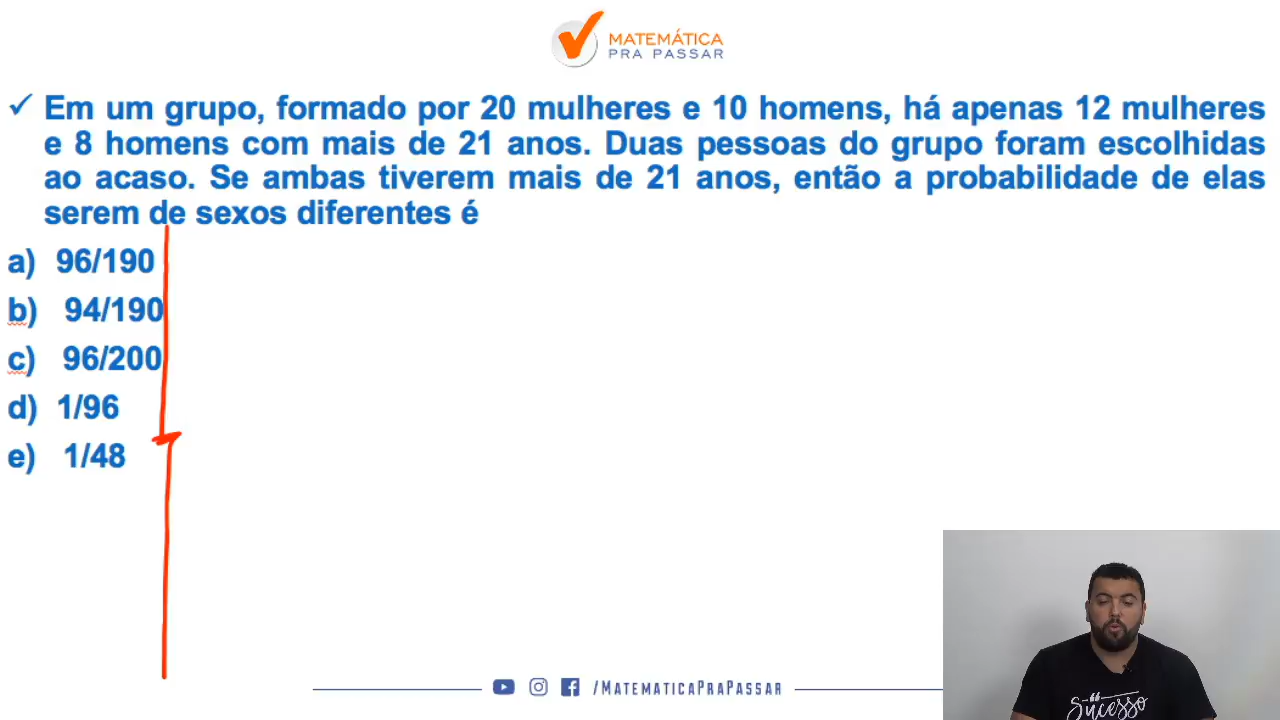 MATEMÁTICA
PRA PASSAR
✓ Em um grupo, formado por 20 mulheres e 10 homens, há apenas 12 mulheres
e 8 homens com mais de 21 anos. Duas pessoas do grupo foram escolhidas
ao acaso. Se ambas tiverem mais de 21 anos, então a probabilidade de elas
serem de sexos diferentes é
a) 96/190
b) 94/190
c) 96/200
d) 1/96
e) 1/48
/MATEMATICAPRAPASSAR
Sucesso